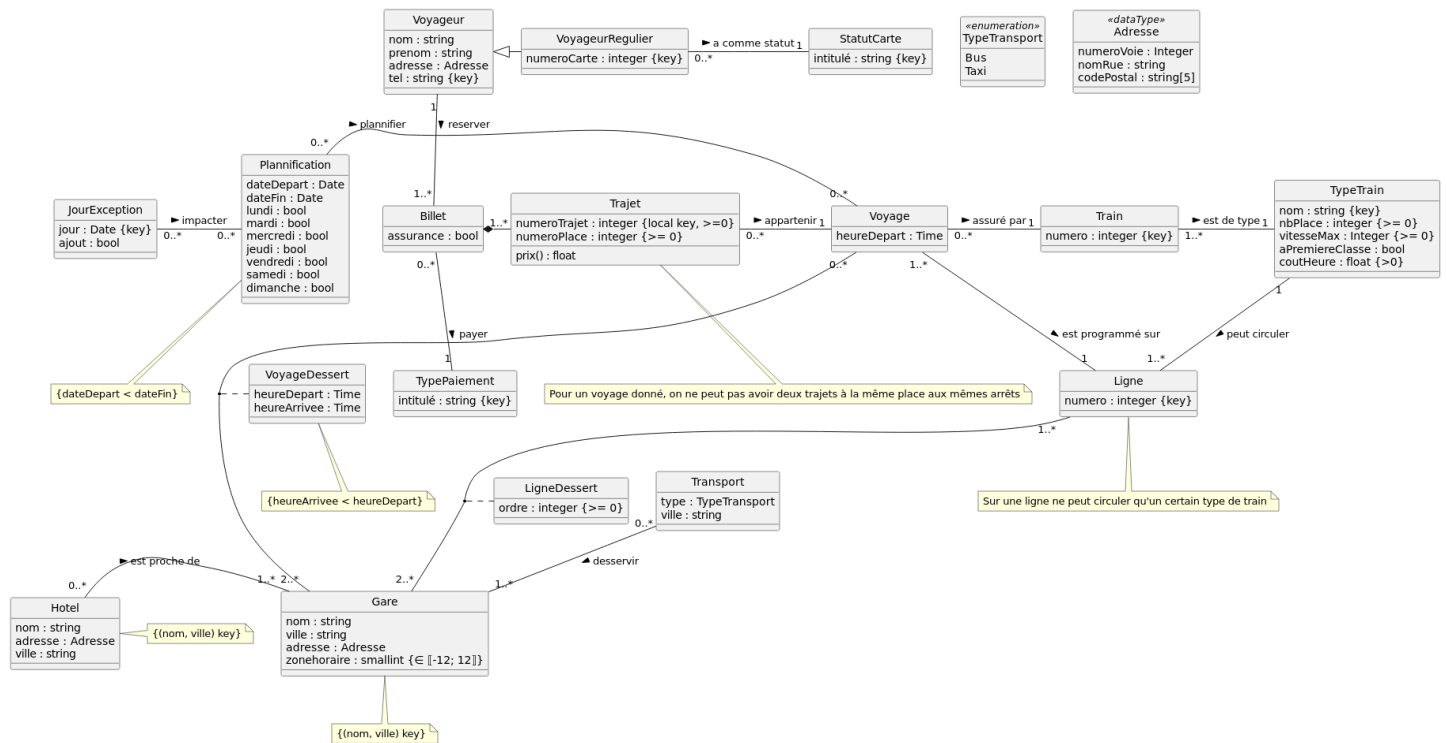 Voyageur
nom : string
prenom : string
adresse : Adresse
tel : string {key}
VoyageurRegulier
numeroCarte : integer {key}
a comme statut
0..*
1
StatutCarte
intitulé : string {key}
«enumeration»
TypeTransport
Bus
Taxi
«dataType»
Adresse
numeroVoie : Integer
nomRue : string
codePostal : string[5]
1
reserver
1..*
plannifier
0..*
0..*
Plannification
dateDepart : Date
dateFin : Date
lundi : bool
mardi : bool
mercredi : bool
jeudi : bool
vendredi : bool
samedi : bool
dimanche : bool
JourException
jour : Date {key}
ajout : bool
impacter
0..*
0..*
Billet
assurance : bool
1..*
Trajet
numeroTrajet : integer {local key, >=0}
numeroPlace : integer {>= 0}
prix() : float
appartenir
0..*
1
Voyage
heureDepart : Time
assuré par
0..*
1
Train
numero : integer {key}
est de type
1..*
1
TypeTrain
nom : string {key}
nbPlace : integer {>= 0}
vitesseMax : Integer {>= 0}
aPremiereClasse : bool
coutHeure : float {>0}
0..*
payer
1
0..*
1..*
est programmé sur
1
1
peut circuler
1..*
{dateDepart < dateFin}
VoyageDessert
heureDepart : Time
heureArrivee : Time
TypePaiement
intitulé : string {key}
Pour un voyage donné, on ne peut pas avoir deux trajets à la même place aux mêmes arrêts
Ligne
numero : integer {key}
1..*
{heureArrivee < heureDepart}
LigneDessert
ordre : integer {>= 0}
Transport
type : TypeTransport
ville : string
Sur une ligne ne peut circuler qu'un certain type de train
0..*
desservir
1..*
est proche de
0..*
1..*
2..*
2..*
Hotel
nom : string
adresse : Adresse
ville : string
{(nom, ville) key}
Gare
nom : string
ville : string
adresse : Adresse
zonehoraire : smallint {∈ ⟦-12; 12⟧}
{(nom, ville) key}